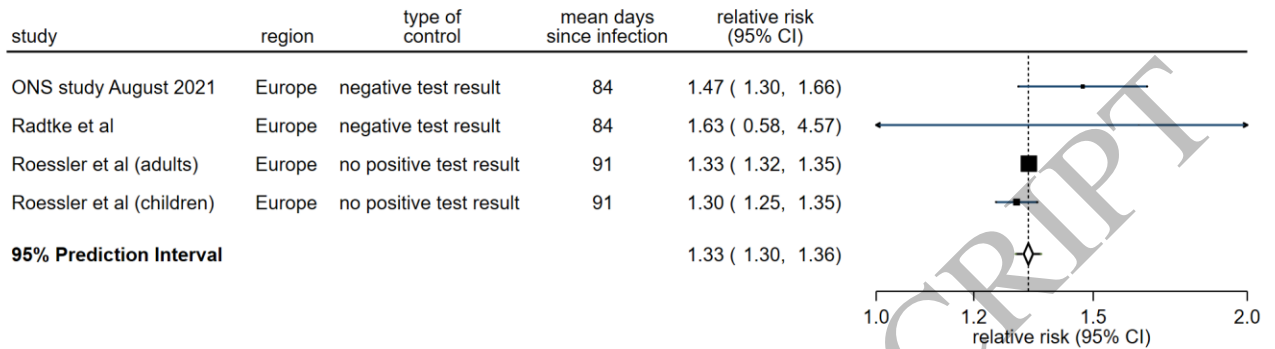 study region type of control mean days since infection relative risk (95% CI)
ONS study August 2021 Europe negative test result 84 1.47 ( 1.30, 1.66)
Radtke et al Europe negative test result 84 1.63 ( 0.58, 4.57)
Roessler et al (adults) Europe no positive test result 91 1.33 ( 1.32, 1.35)
Roessler et al (children) Europe no positive test result 91 1.30 ( 1.25, 1.35)
95% Prediction Interval 1.33 ( 1.30, 1.36)
1.0 1.2 1.5 2.0
relative risk (95% CI)
CRIPT